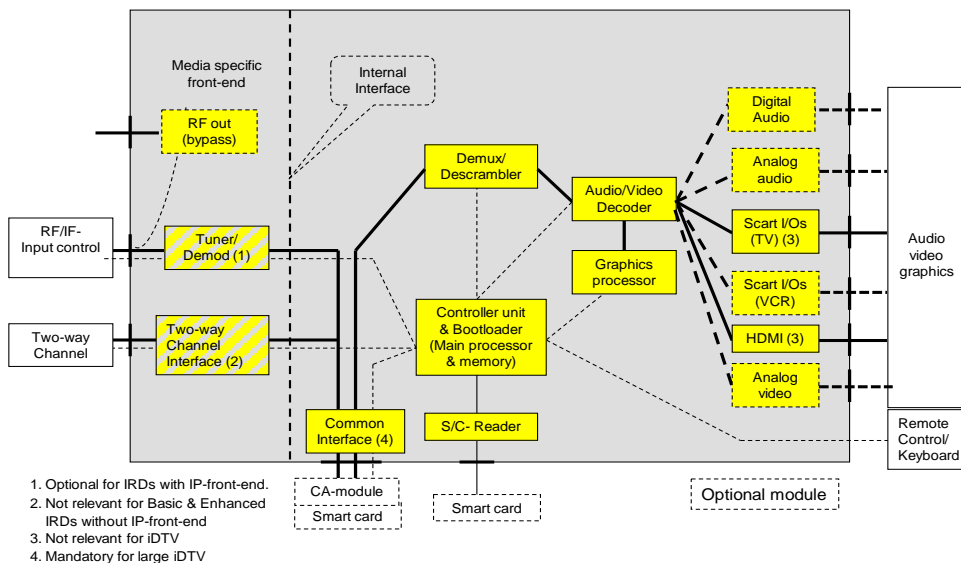 Media specific
front-end
Internal
Interface
RF out
(bypass)
Digital
Audio
Analog
audio
Demux/
Descrambler
Audio/Video
Decoder
RF/IF-
Input control
Tuner/
Demod (1)
Scart I/Os
(TV) (3)
Audio
video
graphics
Graphics
processor
Scart I/Os
(VCR)
Two-way
Channel
Two-way
Channel
Interface (2)
Controller unit
& Bootloader
(Main processor
& memory)
HDMI (3)
Analog
video
Common
Interface (4)
S/C- Reader
Remote
Control/
Keyboard
CA-module
Smart card
Smart card
Optional module
1. Optional for IRDs with IP-front-end.
2. Not relevant for Basic & Enhanced
IRDs without IP-front-end
3. Not relevant for iDTV
4. Mandatory for large iDTV